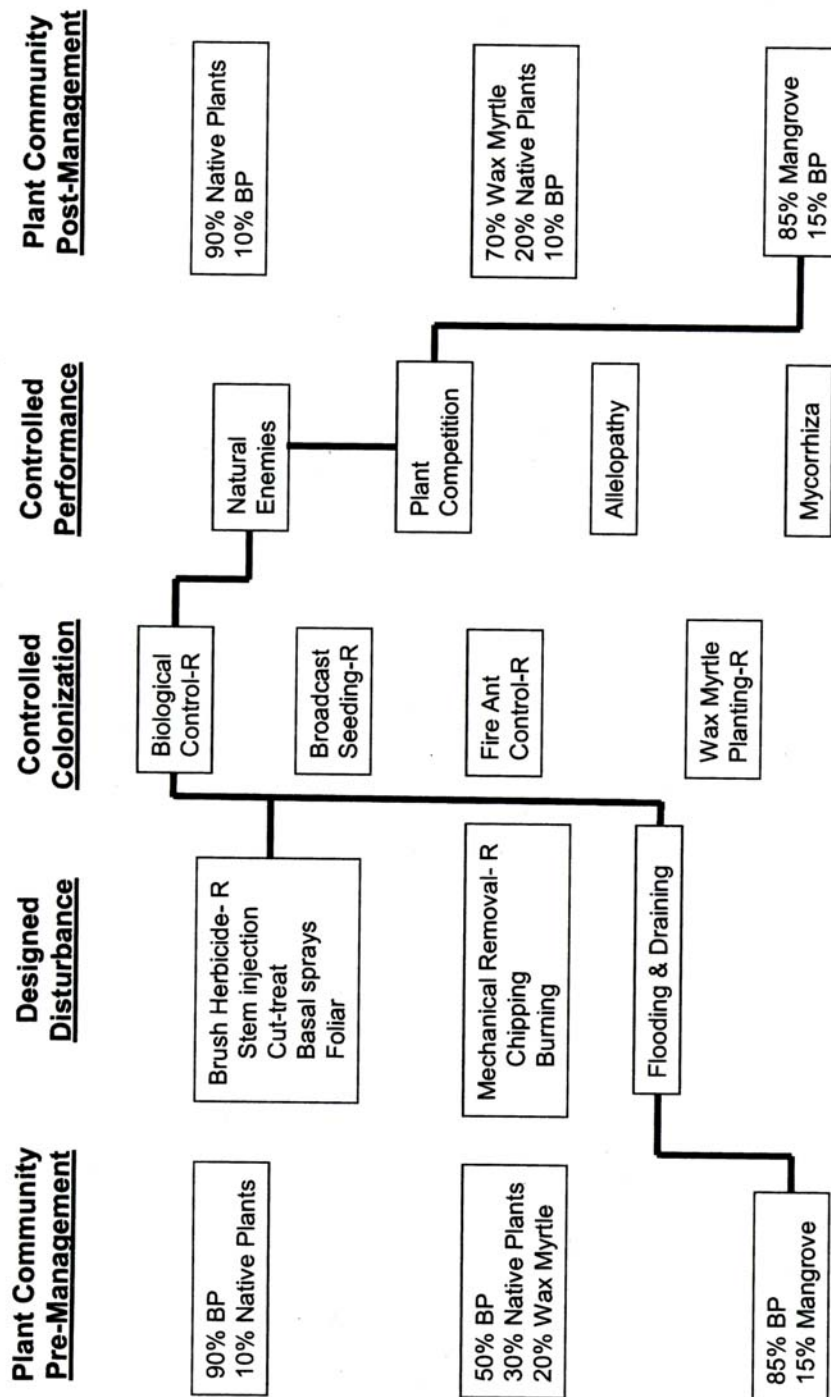 Plant Community
Pre-Management
90% BP
10% Native Plants
50% BP
30% Native Plants
20% Wax Myrtle
85% BP
15% Mangrove
Designed
Disturbance
Brush Herbicide- R
Stem injection
Cut-treat
Basal sprays
Foliar
Mechanical Removal- R
Chipping
Burning
Flooding & Draining
Controlled
Colonization
Biological
Control-R
Broadcast
Seeding-R
Fire Ant
Control-R
Wax Myrtle
Planting-R
Controlled
Performance
Natural
Enemies
Plant
Competition
Allelopathy
Mycorrhiza
Plant Community
Post-Management
90% Native Plants
10% BP
70% Wax Myrtle
20% Native Plants
10% BP
85% Mangrove
15% BP